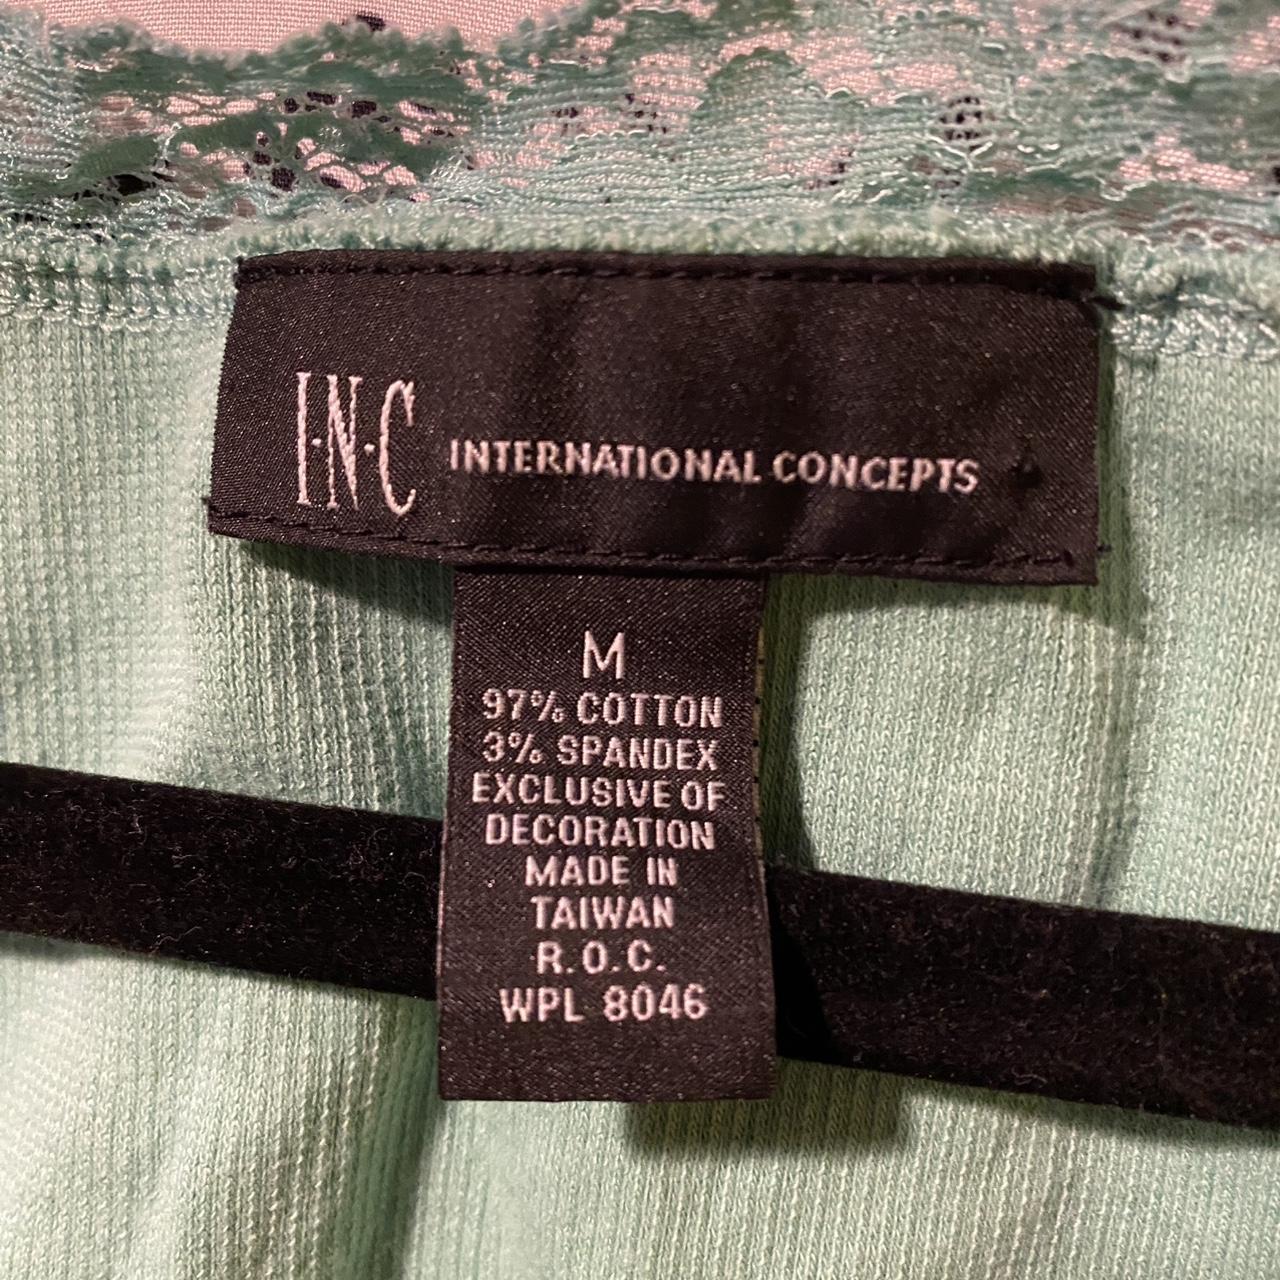 I·N·C INTERNATIONAL CONCEPTS
M
97% COTTON
3% SPANDEX
EXCLUSIVE OF
DECORATION
MADE IN
TAIWAN
R.O.C.
WPL 8046